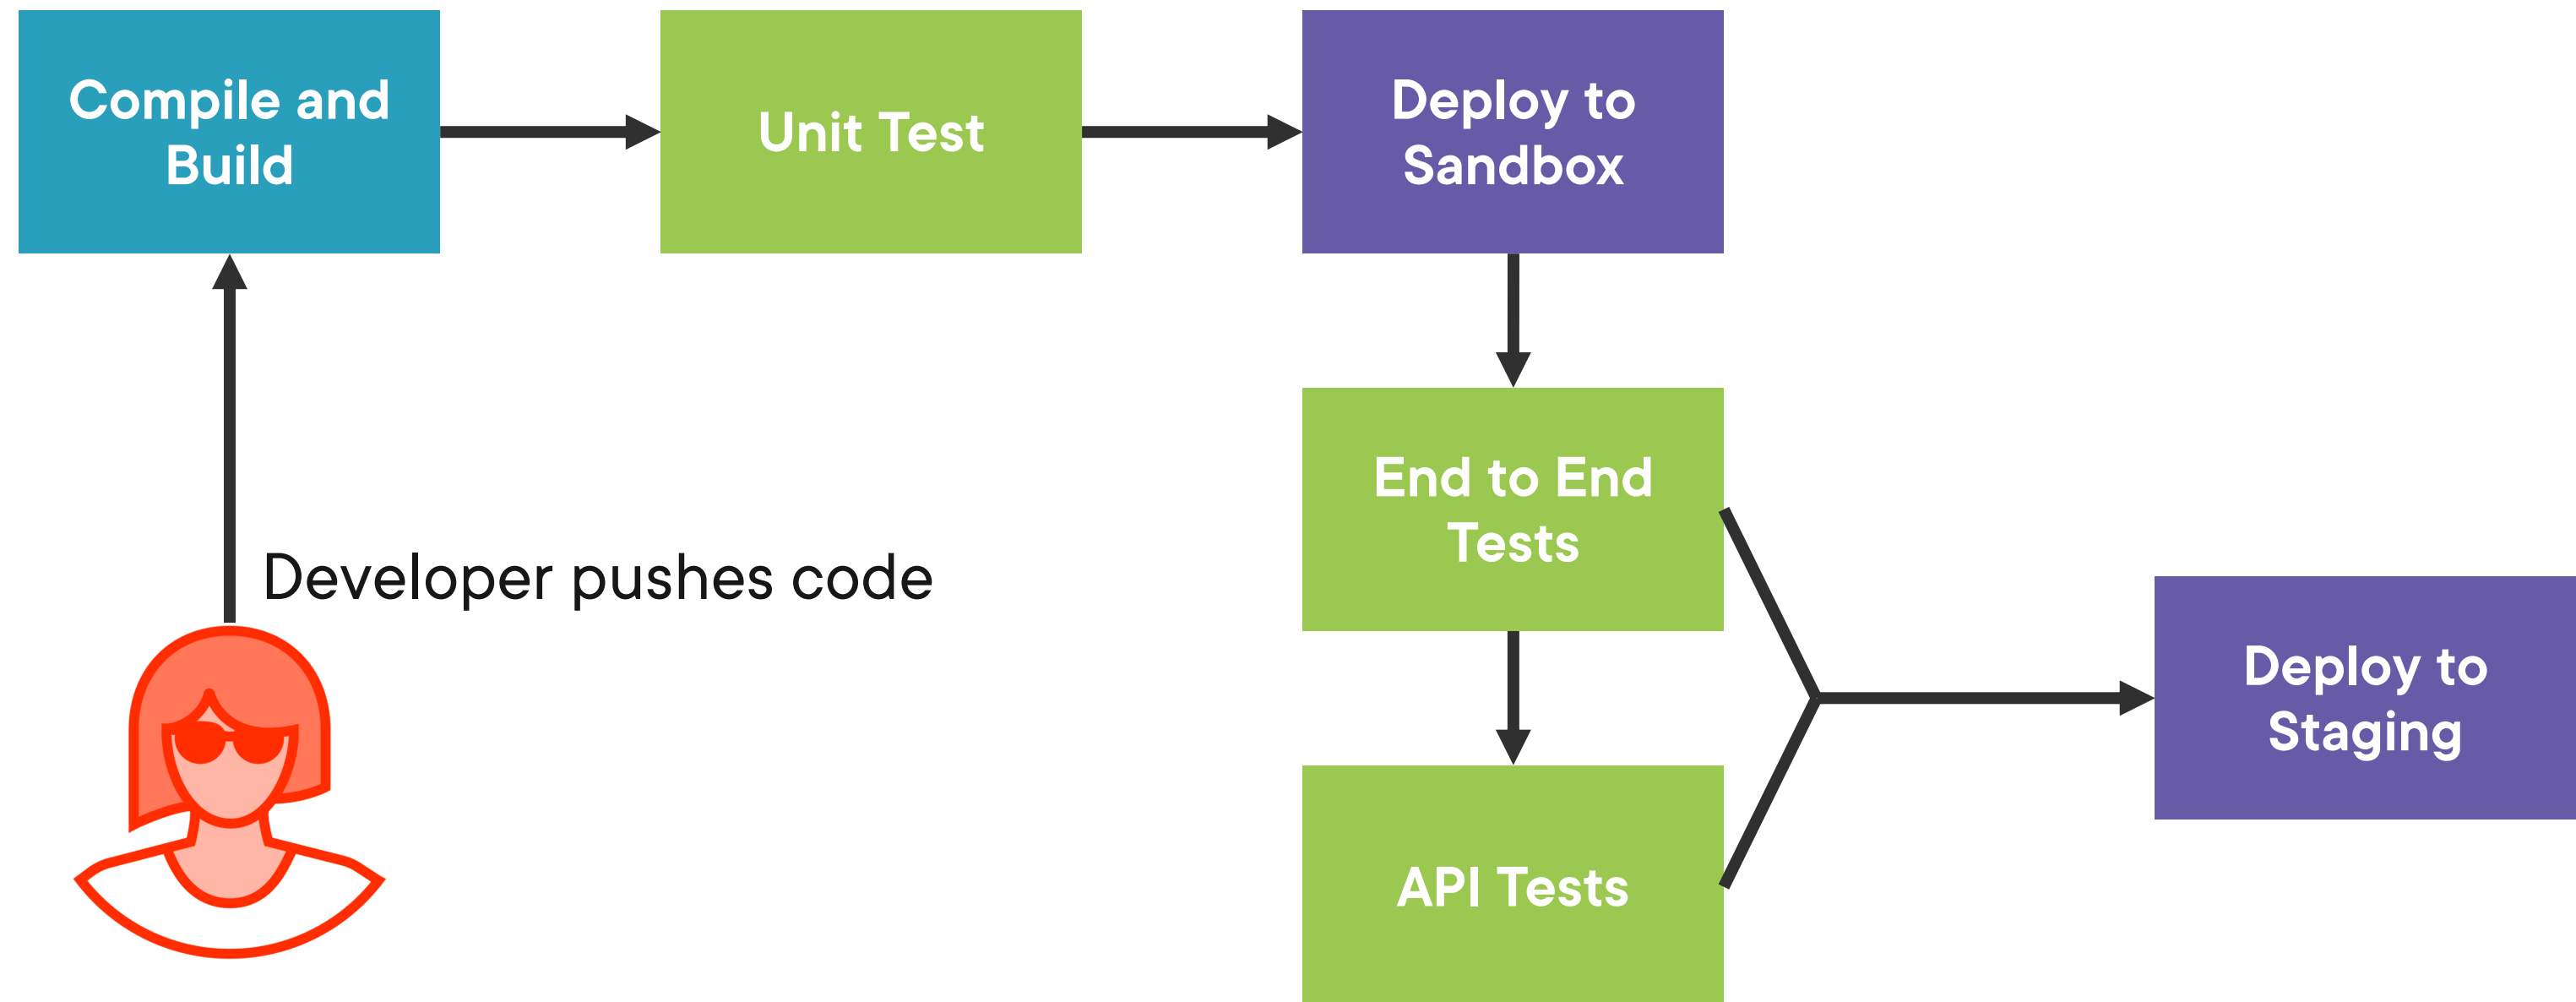 Compile and
Build
Unit Test
Deploy to
Sandbox
End to End
Tests
Developer pushes code
Deploy to
Staging
API Tests